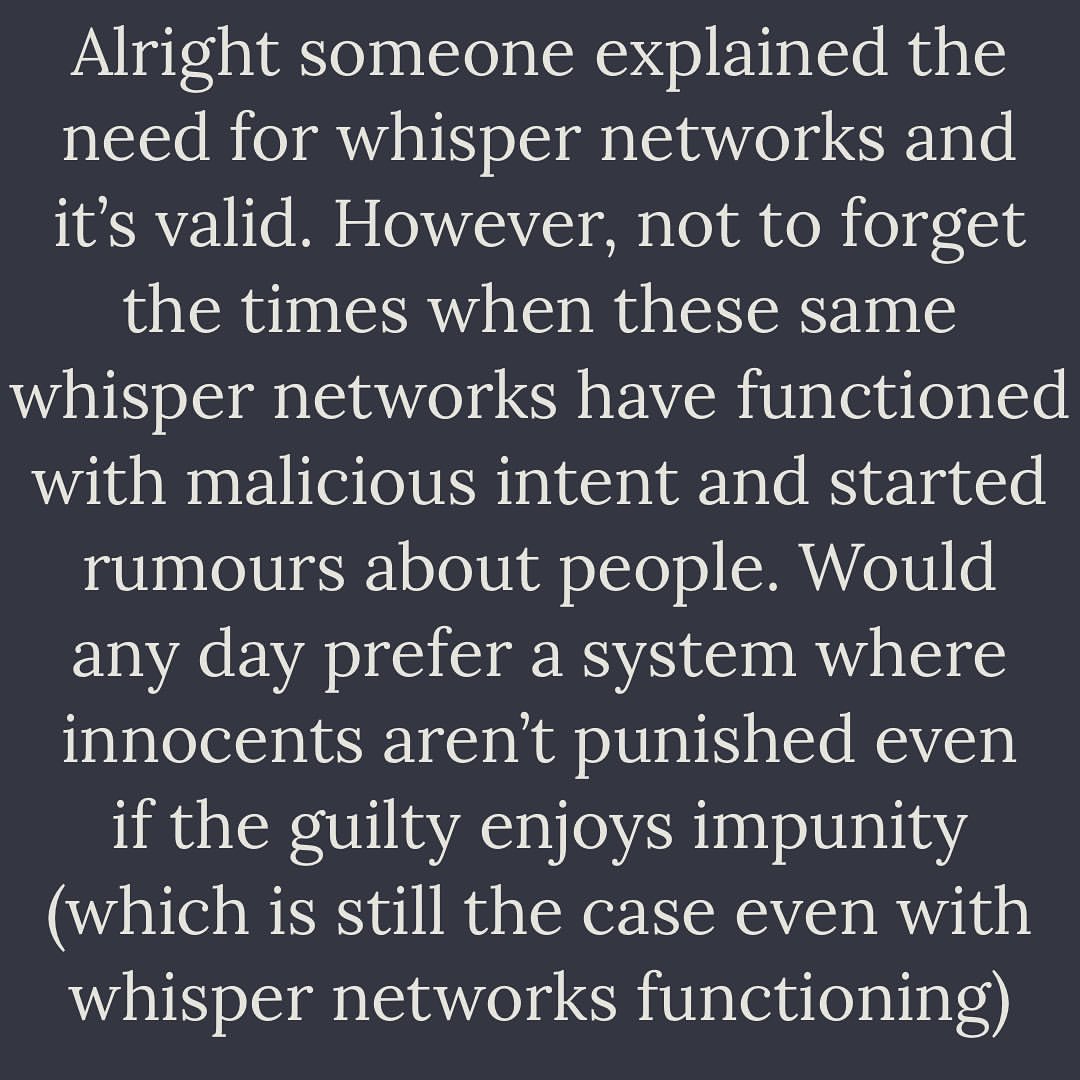 Alright someone explained the
need for whisper networks and
it’s valid. However, not to forget
the times when these same
whisper networks have functioned
with malicious intent and started
rumours about people. Would
any day prefer a system where
innocents aren’t punished even
if the guilty enjoys impunity
(which is still the case even with
whisper networks functioning)